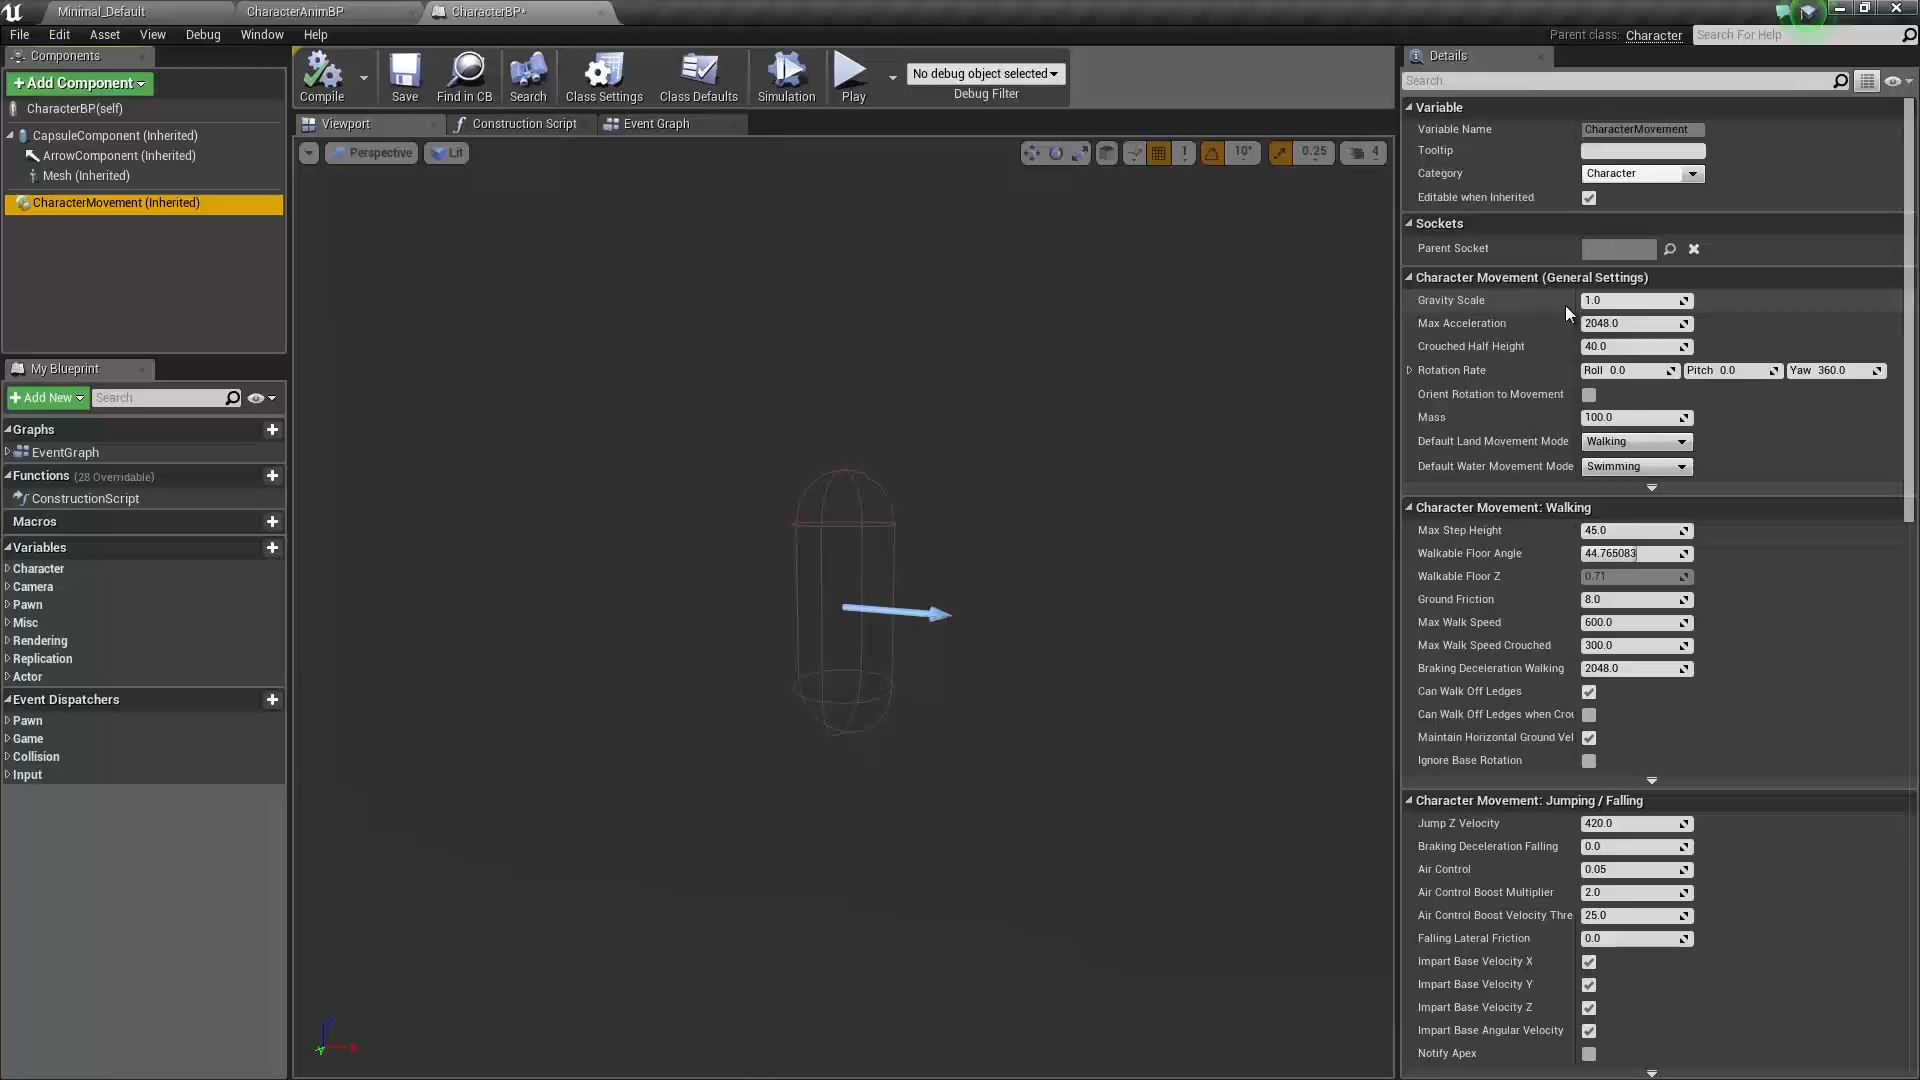 Minimal_Default
CharacterAnimBP
CharacterBP*
File
Edit
Asset
View
Debug
Window
Help
Parent class:
Character
Search For Help
Components
+Add Component
CharacterBP(self)
CapsuleComponent (Inherited)
ArrowComponent (Inherited)
Mesh (Inherited)
CharacterMovement (Inherited)
My Blueprint
+Add New
Search
Graphs
EventGraph
Functions (28 Overridable)
ConstructionScript
Macros
Variables
Character
Camera
Pawn
Misc
Rendering
Replication
Actor
Event Dispatchers
Pawn
Game
Collision
Input
Compile
Save
Find in CB
Search
Class Settings
Class Defaults
Simulation
Play
No debug object selected
Debug Filter
Viewport
Construction Script
Event Graph
Perspective
Lit
1
10°
0.25
4
Details
Search
Variable
Variable Name CharacterMovement
Tooltip
Category Character
Editable when Inherited
Sockets
Parent Socket
Character Movement (General Settings)
Gravity Scale 1.0
Max Acceleration 2048.0
Crouched Half Height 40.0
Rotation Rate Roll 0.0 Pitch 0.0 Yaw 360.0
Orient Rotation to Movement
Mass 100.0
Default Land Movement Mode Walking
Default Water Movement Mode Swimming
Character Movement: Walking
Max Step Height 45.0
Walkable Floor Angle 44.765083
Walkable Floor Z 0.71
Ground Friction 8.0
Max Walk Speed 600.0
Max Walk Speed Crouched 300.0
Braking Deceleration Walking 2048.0
Can Walk Off Ledges
Can Walk Off Ledges when Crou
Maintain Horizontal Ground Vel
Ignore Base Rotation
Character Movement: Jumping / Falling
Jump Z Velocity 420.0
Braking Deceleration Falling 0.0
Air Control 0.05
Air Control Boost Multiplier 2.0
Air Control Boost Velocity Thre 25.0
Falling Lateral Friction 0.0
Impart Base Velocity X
Impart Base Velocity Y
Impart Base Velocity Z
Impart Base Angular Velocity
Notify Apex